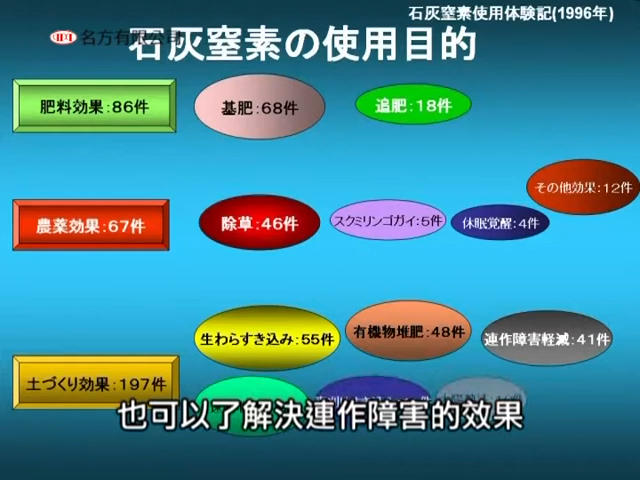 石灰窒素使用体験記(1996年)
名方有限公司
石灰窒素の使用目的
肥料効果：86件
基肥：68件
追肥：18件
その他効果：12件
農薬効果：67件
除草：46件
スクミリンゴガイ：5件
休眠覚醒：4件
生わらすき込み：55件
有機物堆肥：48件
連作障害軽減：41件
土づくり効果：197件
也可以了解決連作障害的效果